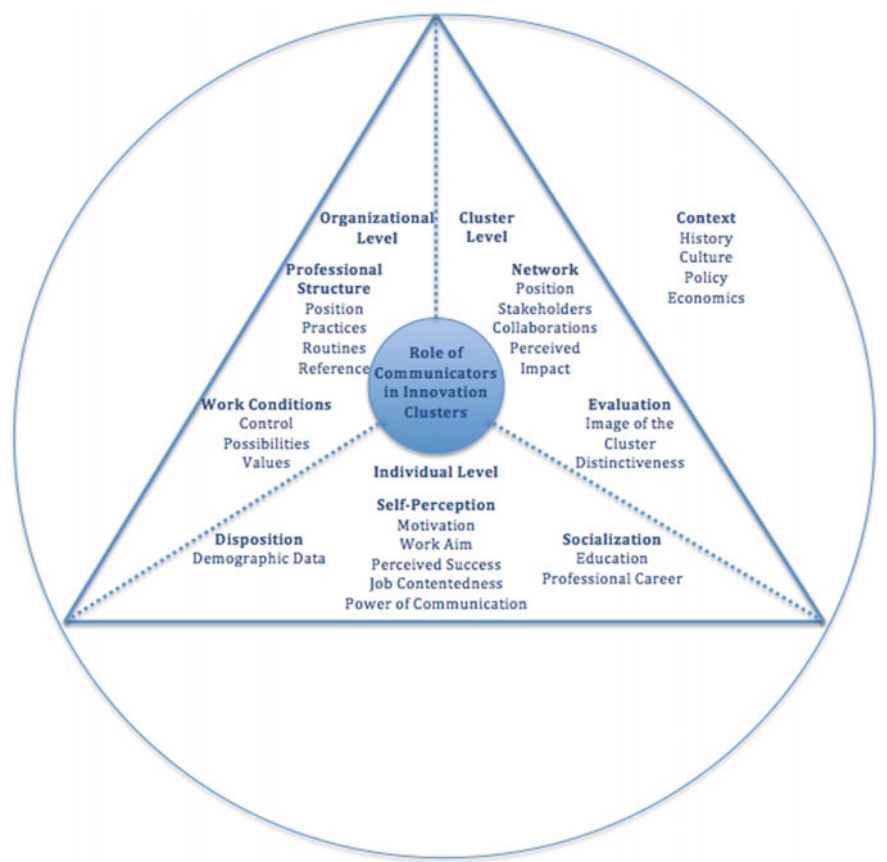 Organizational
Level
Professional
Structure
Position
Practices
Routines
Reference
Work Conditions
Control
Possibilities
Values
Cluster
Level
Network
Position
Stakeholders
Collaborations
Perceived
Impact
Evaluation
Image of the
Cluster
Distinctiveness
Context
History
Culture
Policy
Economics
Role of
Communicators
in Innovation
Clusters
Individual Level
Self-Perception
Motivation
Work Aim
Perceived Success
Job Contentedness
Power of Communication
Disposition
Demographic Data
Socialization
Education
Professional Career